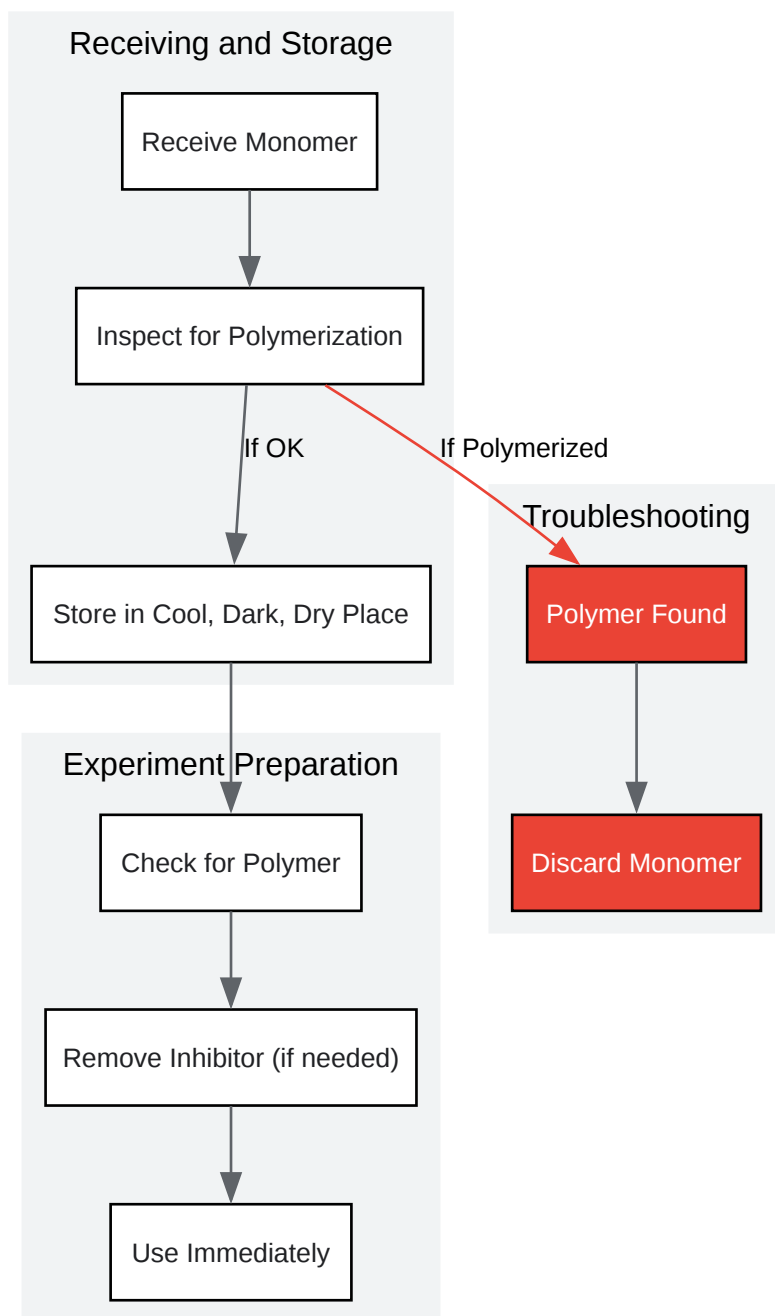 Receiving and Storage
Receive Monomer
Inspect for Polymerization
If OK
If Polymerized
Store in Cool, Dark, Dry Place
Troubleshooting
Polymer Found
Discard Monomer
Experiment Preparation
Check for Polymer
Remove Inhibitor (if needed)
Use Immediately